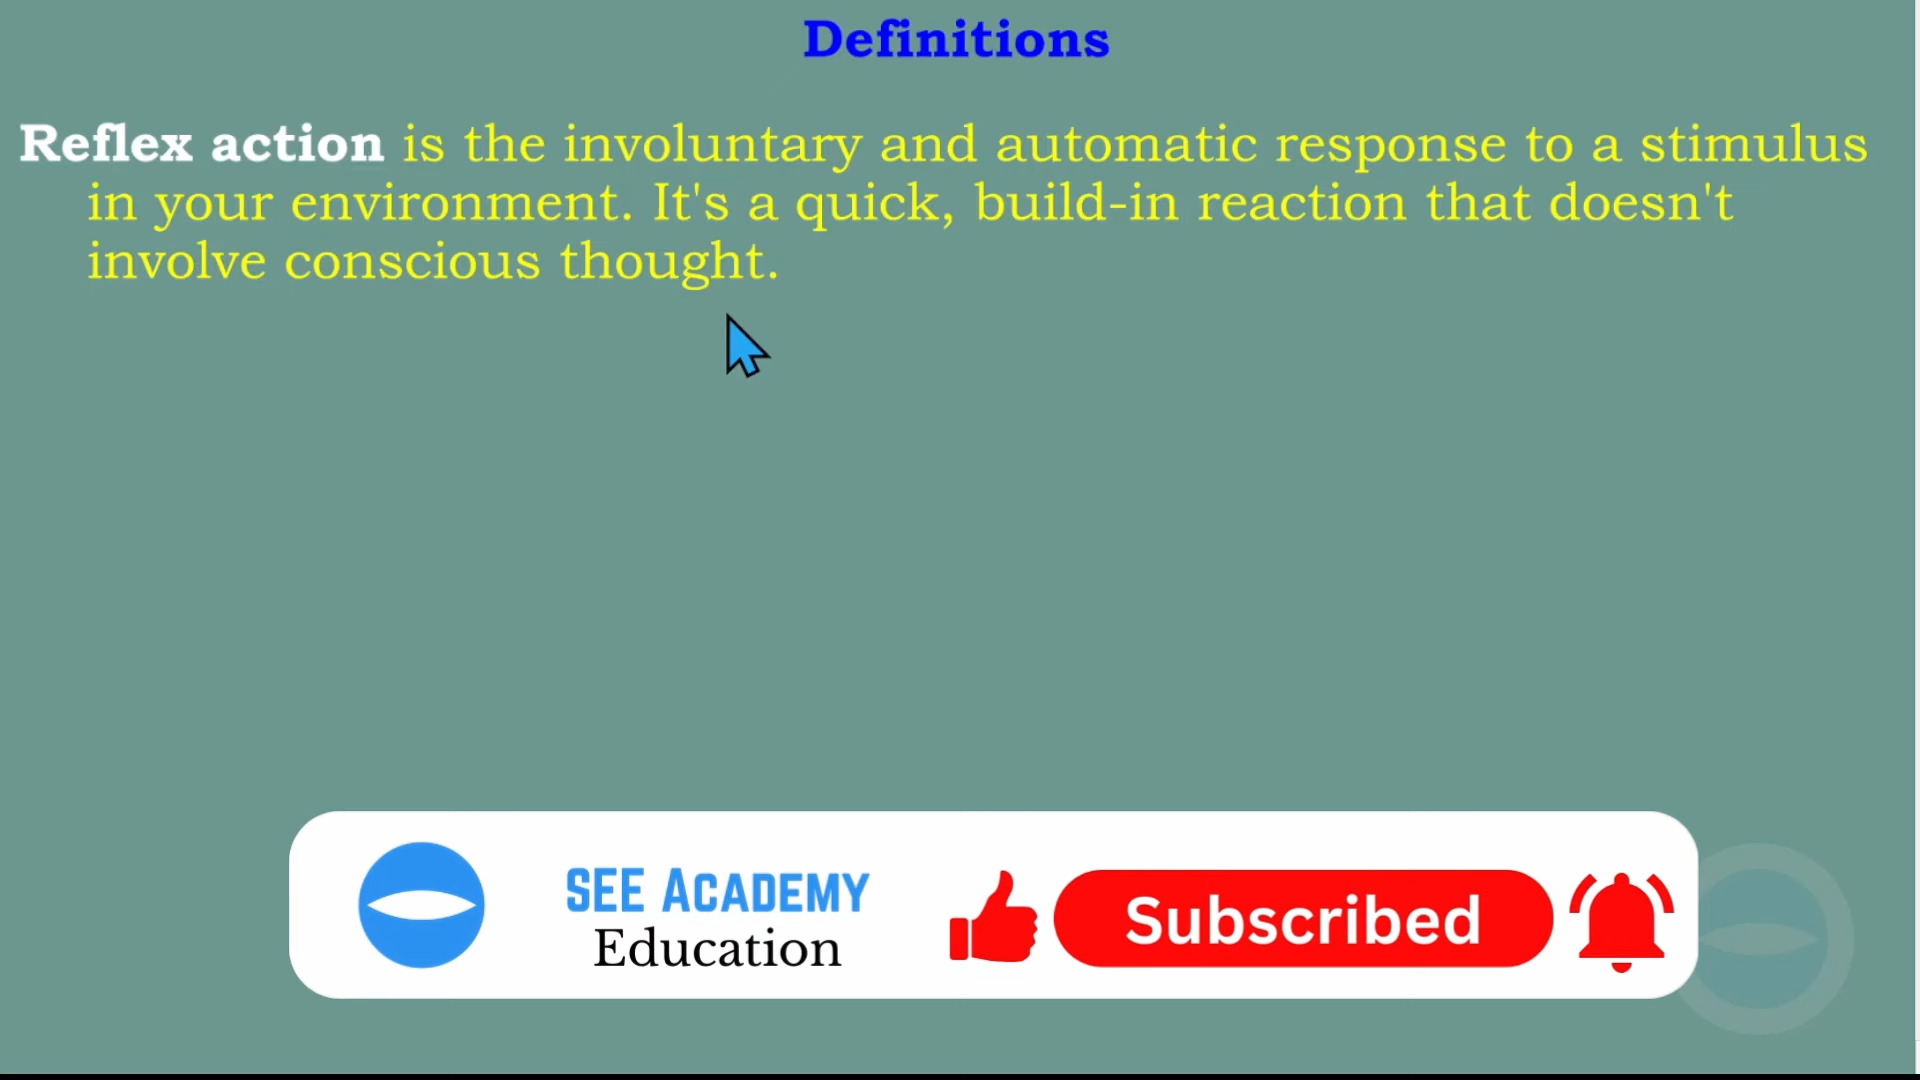 Definitions
Reflex action is the involuntary and automatic response to a stimulus
in your environment. It's a quick, build-in reaction that doesn't
involve conscious thought.
SEE ACADEMY
Education
Subscribed